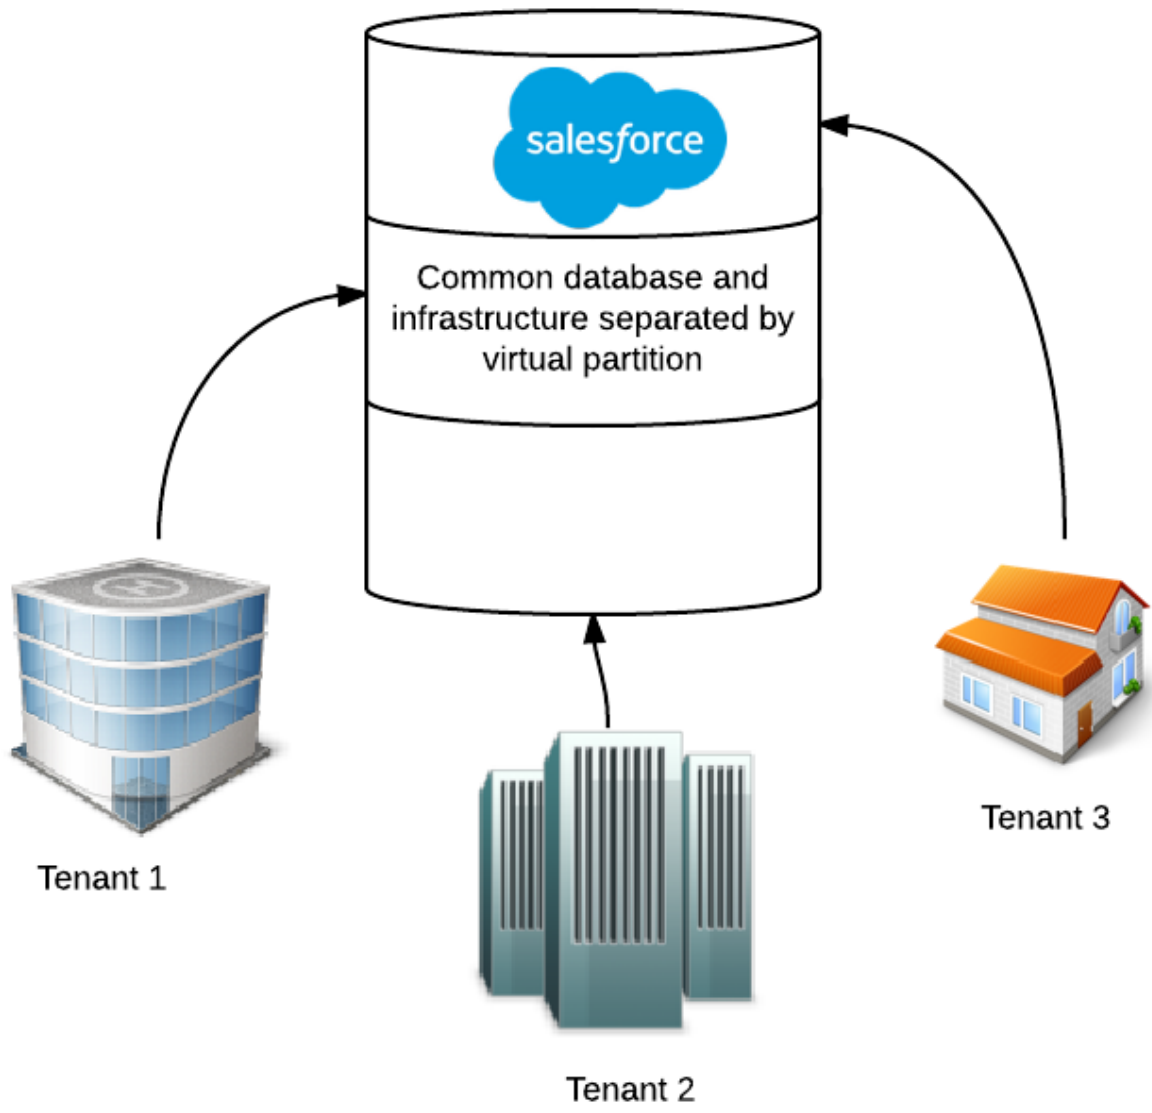 salesforce
Common database and
infrastructure separated by
virtual partition
Tenant 3
Tenant 1
Tenant 2